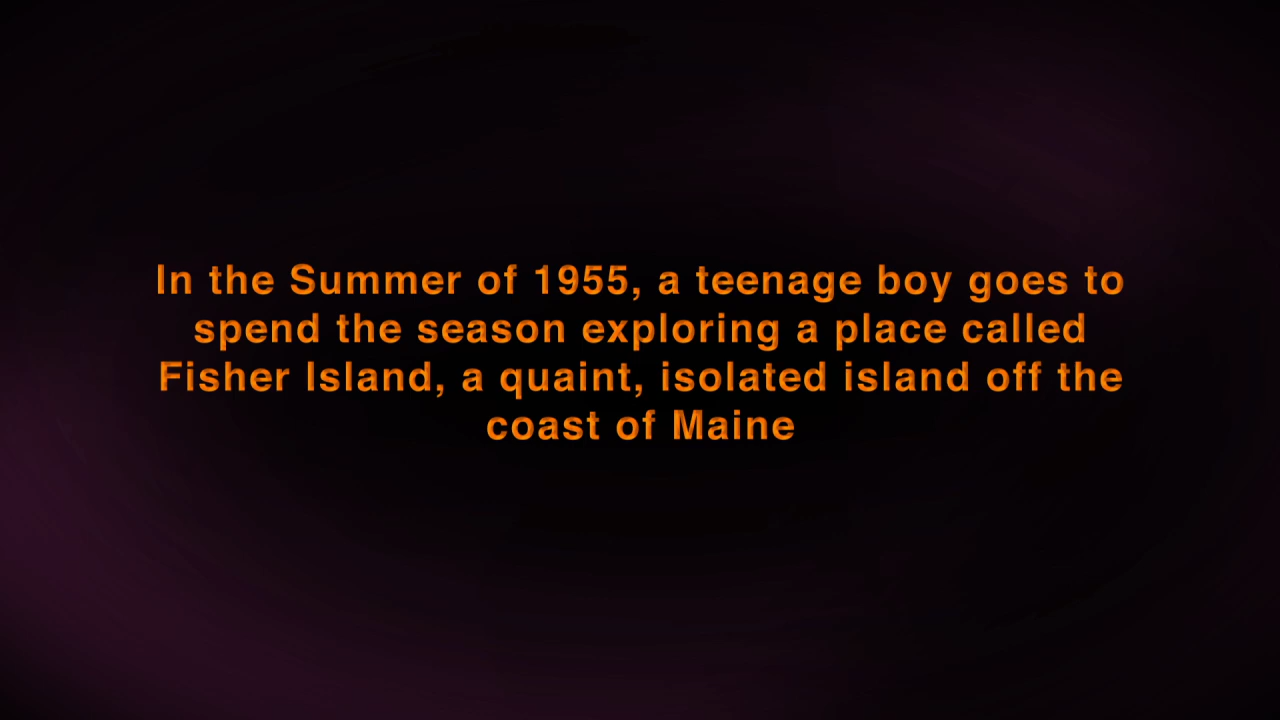 In the Summer of 1955, a teenage boy goes to
spend the season exploring a place called
Fisher Island, a quaint, isolated island off the
coast of Maine